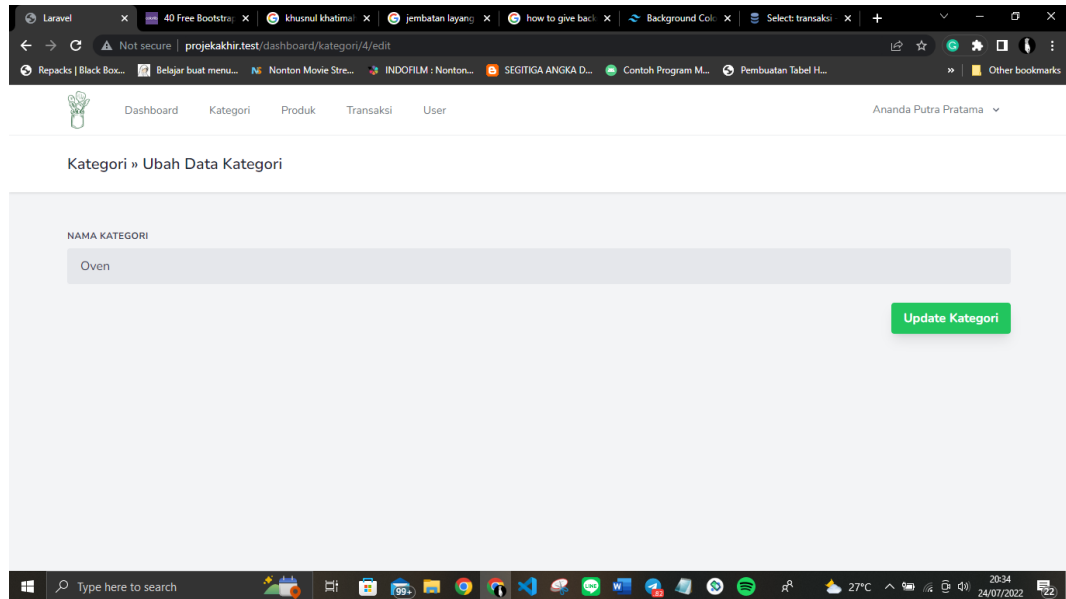 Laravel
40 Free Bootstrap
khusnul khatimal
jembatan layang
how to give back
Background Colo
Select: transaksi -
Not secure | projekakhir.test/dashboard/kategori/4/edit
Repacks | Black Box...
Belajar buat menu...
Nonton Movie Stre...
INDOFILM : Nonton...
SEGITIGA ANGKA D...
Contoh Program M...
Pembuatan Tabel H...
»
Other bookmarks
Dashboard
Kategori
Produk
Transaksi
User
Ananda Putra Pratama
Kategori » Ubah Data Kategori
NAMA KATEGORI
Oven
Update Kategori
Type here to search
99+
27°C
20:34
24/07/2022
22